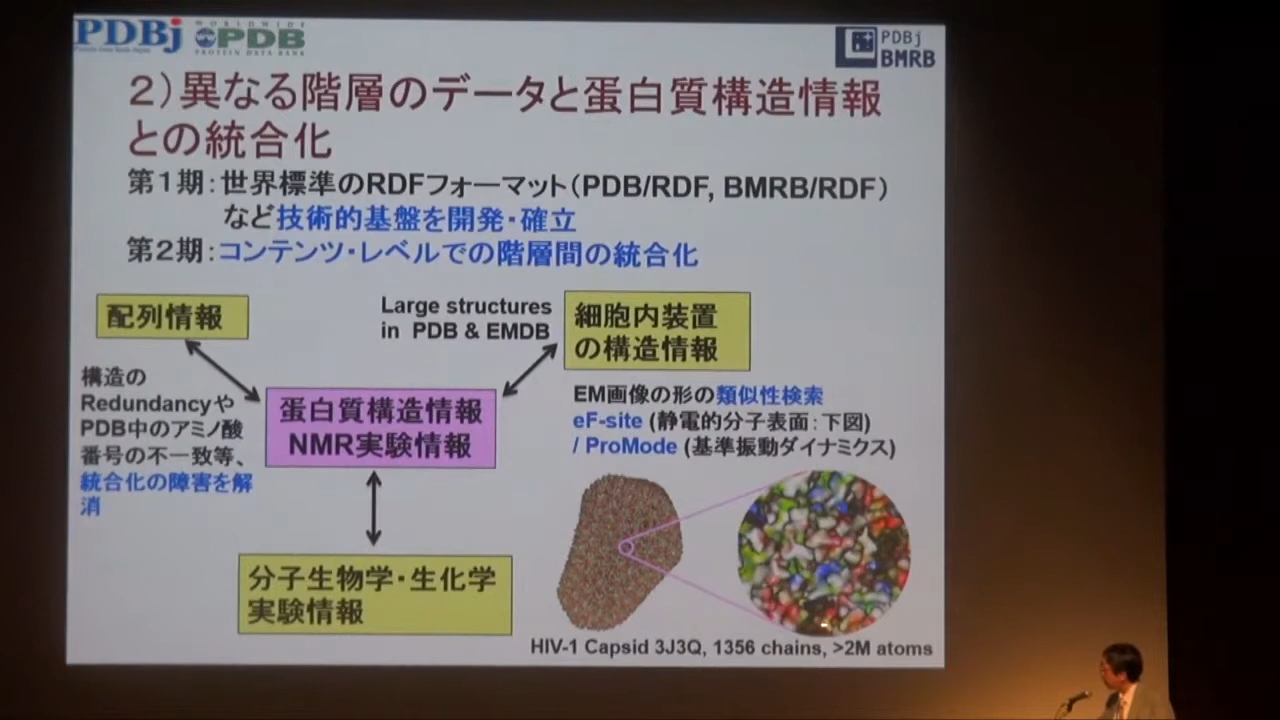 PDBj
WORLDWIDE
PDB
PROTEIN DATA BANK
PDBj
BMRB
２）異なる階層のデータと蛋白質構造情報
との統合化
第１期：世界標準のRDFフォーマット（PDB/RDF, BMRB/RDF）
など技術的基盤を開発・確立
第２期：コンテンツ・レベルでの階層間の統合化
配列情報
Large structures
in PDB & EMDB
細胞内装置
の構造情報
構造の
Redundancyや
PDB中のアミノ酸
番号の不一致等、
統合化の障害を解
消
蛋白質構造情報
NMR実験情報
EM画像の形の類似性検索
eF-site (静電的分子表面：下図)
/ ProMode (基準振動ダイナミクス)
分子生物学・生化学
実験情報
HIV-1 Capsid 3J3Q, 1356 chains, >2M atoms